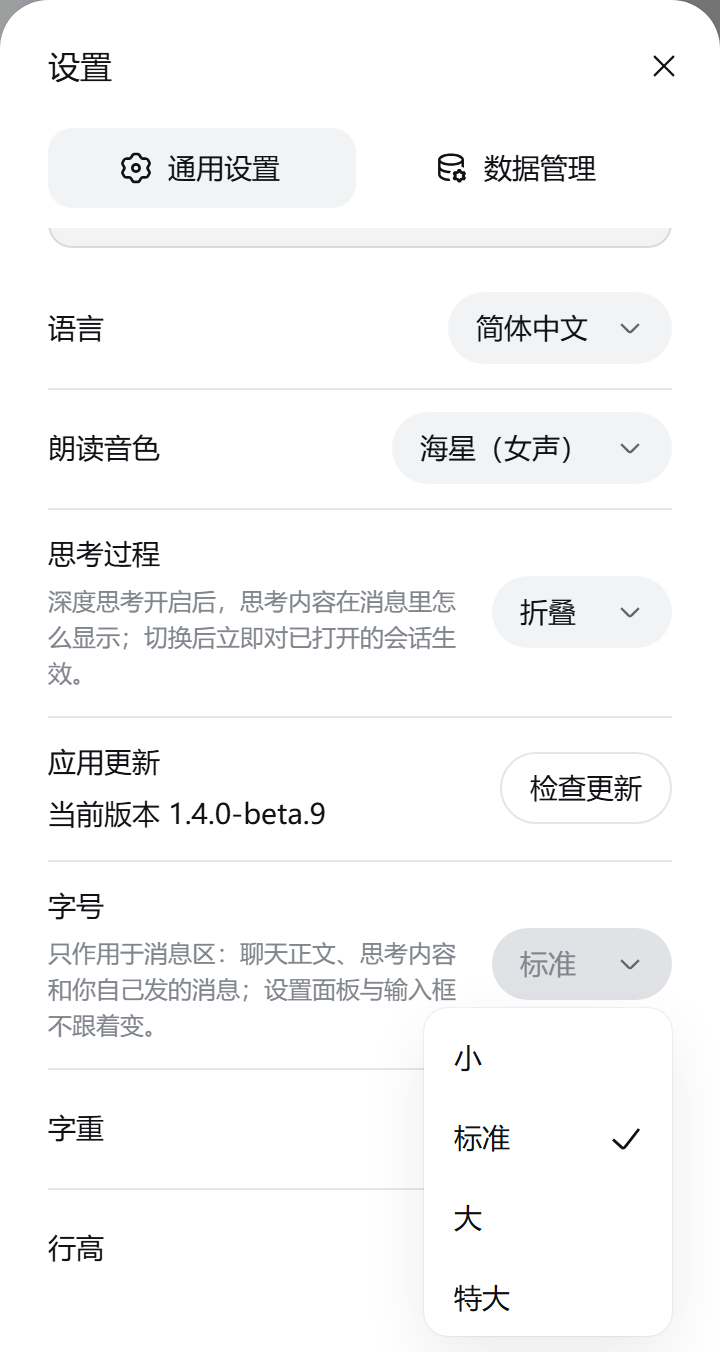 设置
通用设置
数据管理
语言
简体中文
朗读音色
海星（女声）
思考过程
深度思考开启后，思考内容在消息里怎
么显示；切换后立即对已打开的会话生
效。
折叠
应用更新
当前版本 1.4.0-beta.9
检查更新
字号
只作用于消息区：聊天正文、思考内容
和你自己发的消息；设置面板与输入框
不跟着变。
标准
小
标准
大
特大
字重
行高